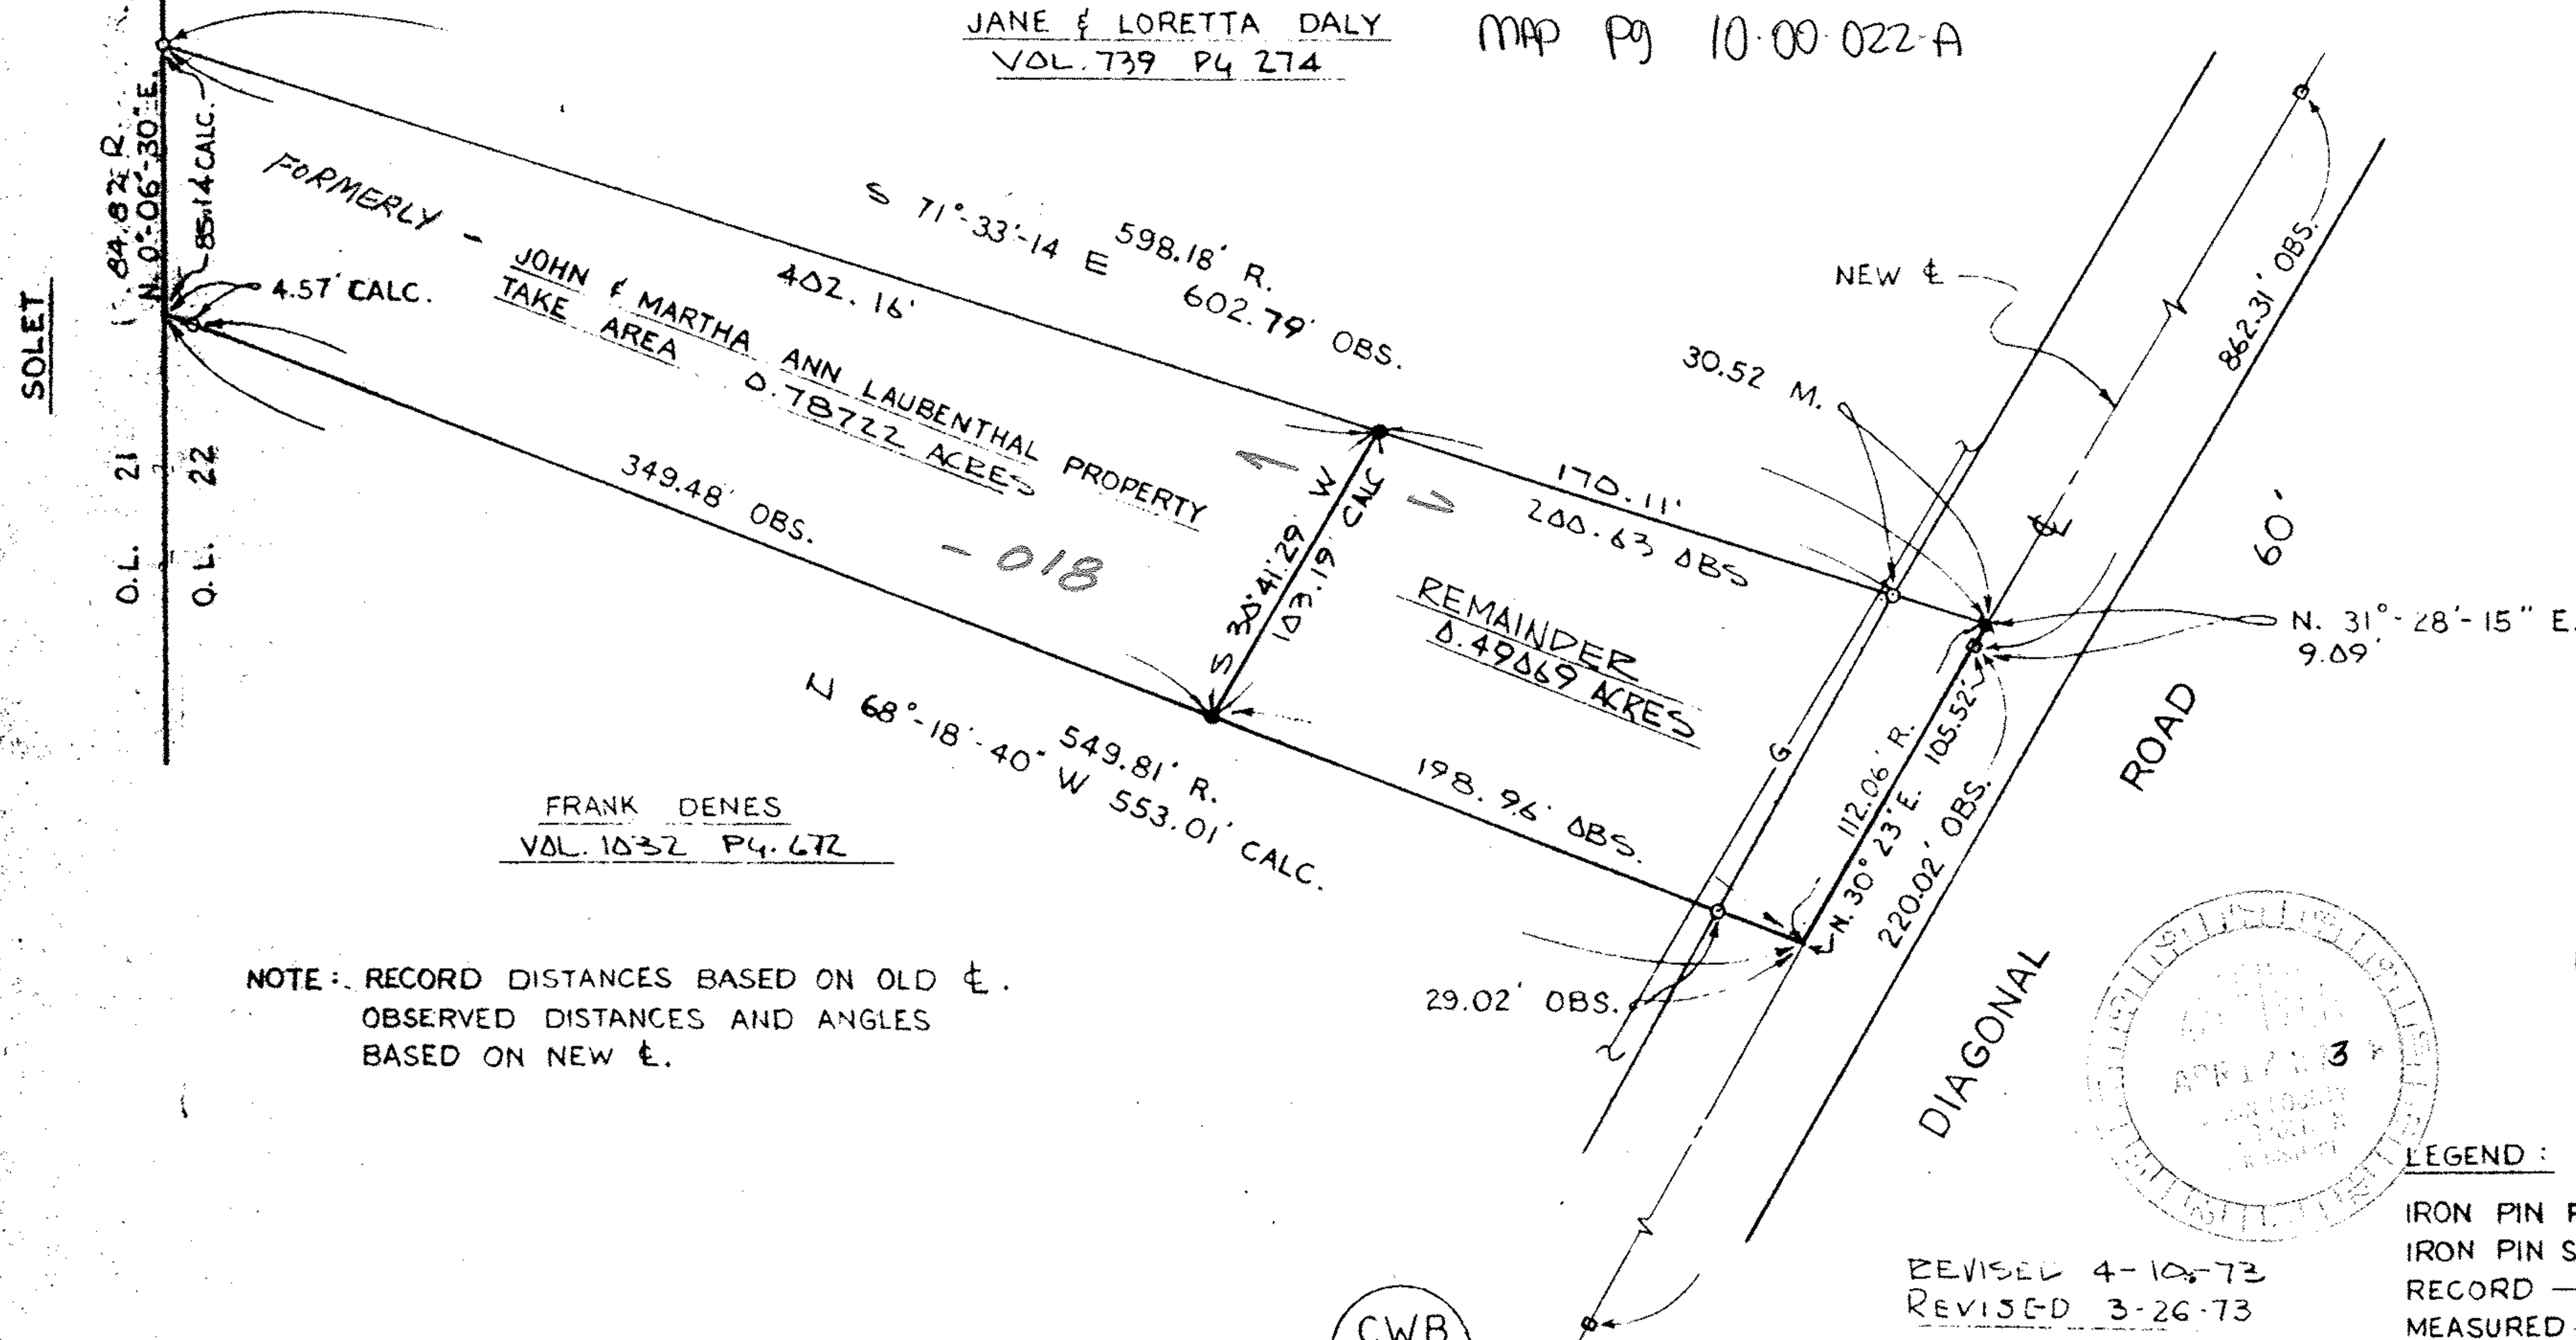 JANE & LORETTA DALY
VOL. 739 PG 274
MAP Pg 10-00-022-A
84.82' R.
N. 0°-06'-30" E.
85.14 CALC.
4.57' CALC.
SOLET
O.L. 21
O.L. 22
FORMERLY -
JOHN & MARTHA ANN LAUBENTHAL PROPERTY
TAKE AREA 0.78722 ACRES
S 71°-33'-14 E
598.18' R.
602.79' OBS.
402.16'
349.48' OBS.
- 018
N 68°-18'-40" W
549.81' R.
553.01' CALC.
S 30°41'29 W
103.19 CALC
170.11'
200.63 OBS
REMAINDER
0.49069 ACRES
198.96' OBS.
30.52 M.
NEW ℄
862.31' OBS.
℄
60'
N. 31°-28'-15" E.
9.09'
G
112.06' R.
N. 30° 23' E. 105.52'
220.02' OBS.
29.02' OBS.
DIAGONAL ROAD
FRANK DENES
VOL. 1032 PG. 672
NOTE: RECORD DISTANCES BASED ON OLD ℄.
OBSERVED DISTANCES AND ANGLES
BASED ON NEW ℄.
3
LEGEND:
IRON PIN
IRON PIN
RECORD —
MEASURED
REVISED 4-10-73
REVISED 3-26-73
CWB